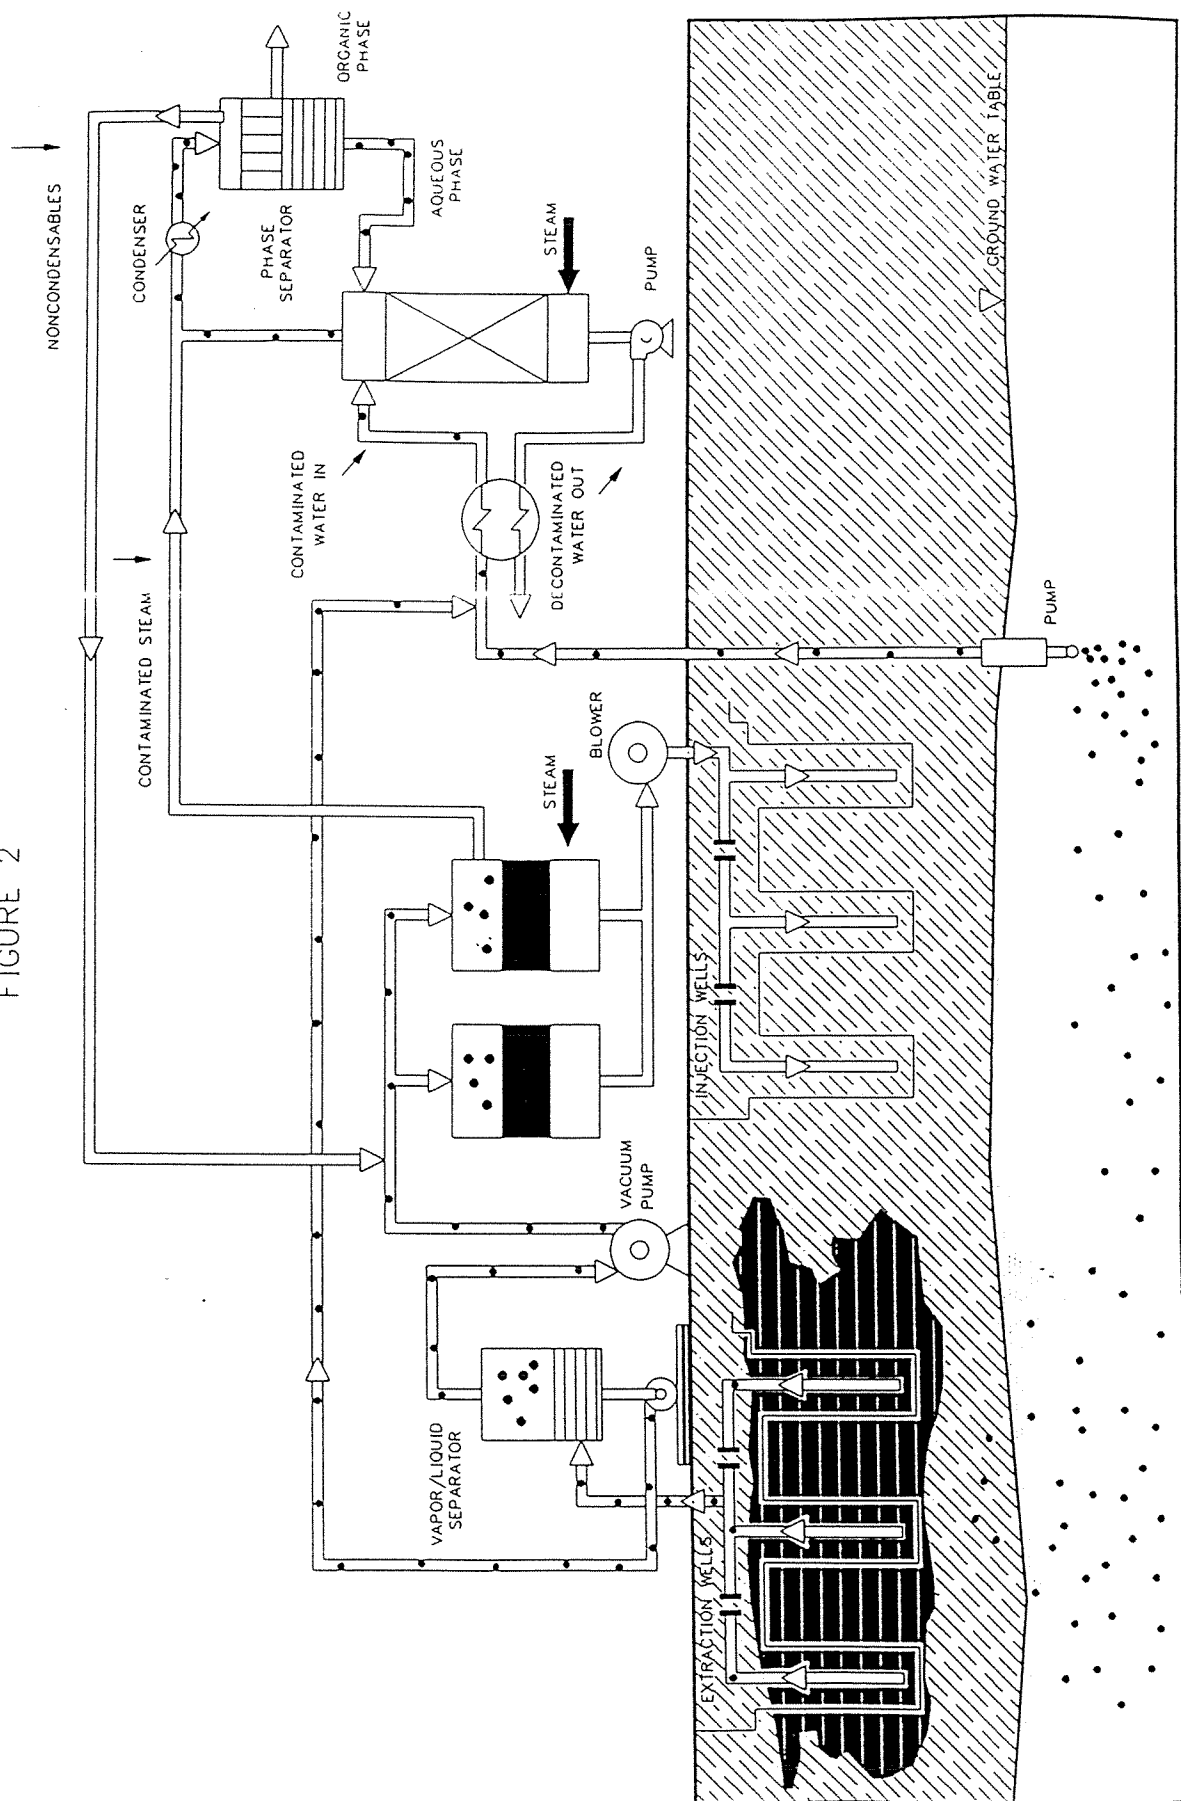 FIGURE 2
NONCONDENSABLES
CONTAMINATED STEAM
CONDENSER
ORGANIC
PHASE
PHASE
SEPARATOR
AQUEOUS
PHASE
CONTAMINATED
WATER IN
STEAM
PUMP
DECONTAMINATED
WATER OUT
VAPOR/LIQUID
SEPARATOR
VACUUM
PUMP
STEAM
BLOWER
EXTRACTION WELLS
INJECTION WELLS
PUMP
GROUND WATER TABLE